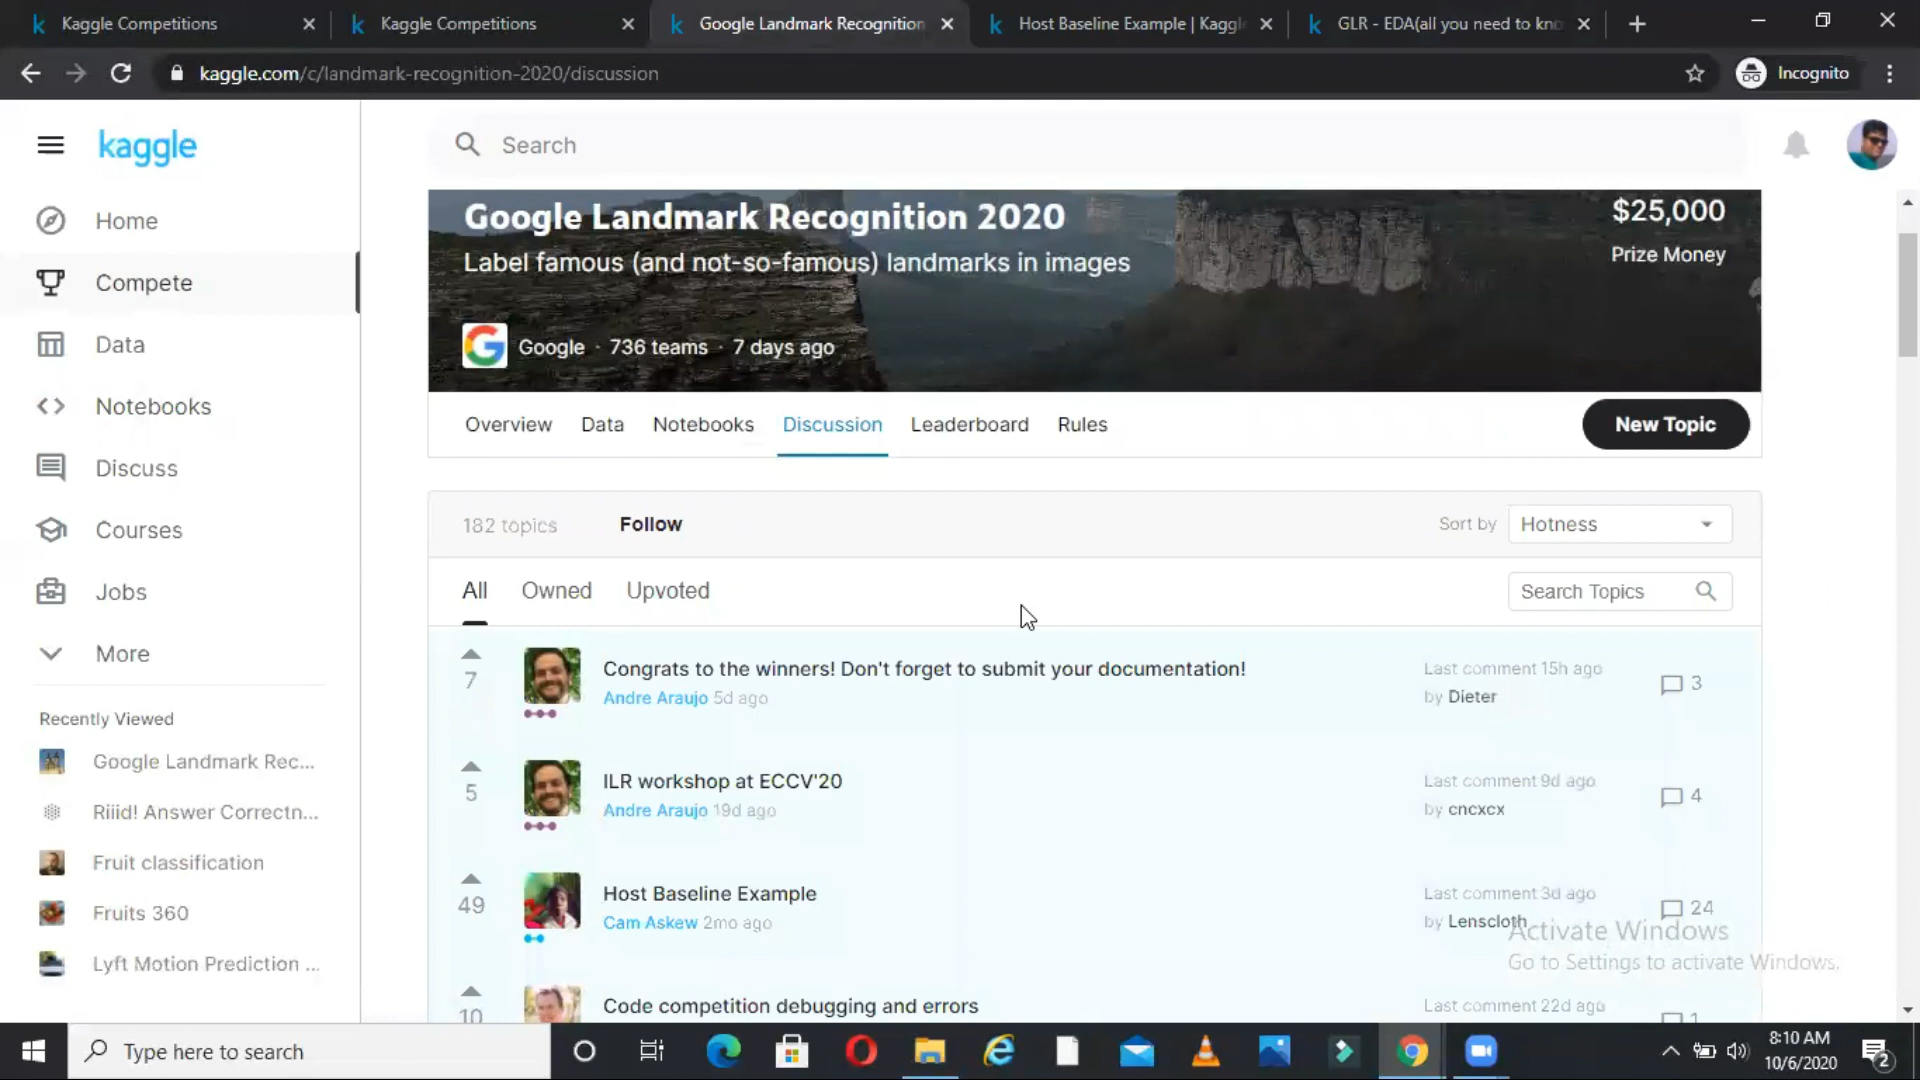 Kaggle Competitions
Kaggle Competitions
Google Landmark Recognition
Host Baseline Example | Kaggl
GLR - EDA(all you need to kno
kaggle.com/c/landmark-recognition-2020/discussion
Incognito
kaggle
Search
Home
Compete
Data
Notebooks
Discuss
Courses
Jobs
More
Recently Viewed
Google Landmark Rec...
Riiid! Answer Correctn...
Fruit classification
Fruits 360
Lyft Motion Prediction ...
Google Landmark Recognition 2020
$25,000
Label famous (and not-so-famous) landmarks in images
Prize Money
Google · 736 teams · 7 days ago
Overview Data Notebooks Discussion Leaderboard Rules
New Topic
182 topics Follow
Sort by Hotness
All Owned Upvoted
Search Topics
7
Congrats to the winners! Don't forget to submit your documentation!
Andre Araujo 5d ago
Last comment 15h ago
by Dieter
3
5
ILR workshop at ECCV'20
Andre Araujo 19d ago
Last comment 9d ago
by cncxcx
4
49
Host Baseline Example
Cam Askew 2mo ago
Last comment 3d ago
by Lenscloth
24
Activate Windows
Go to Settings to activate Windows.
10
Code competition debugging and errors
Last comment 22d ago
1
Type here to search
8:10 AM
10/6/2020
2